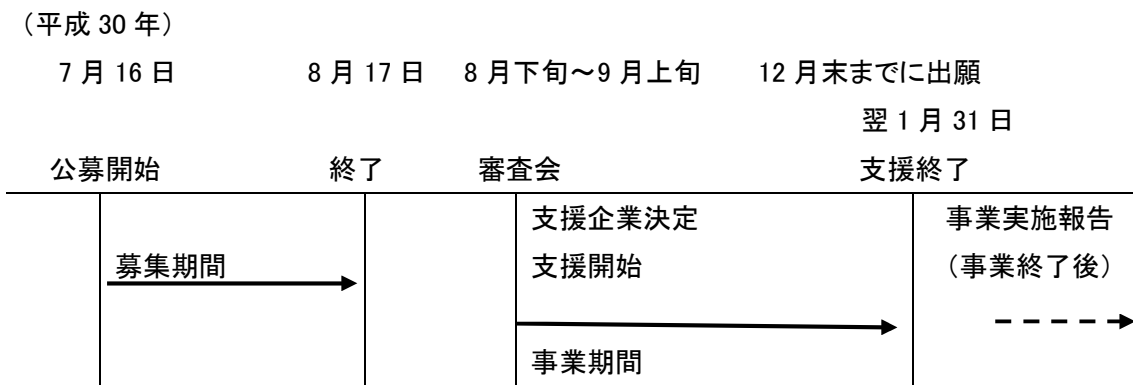 （平成 30 年）
7 月 16 日 8 月 17 日 8 月下旬～9 月上旬 12 月末までに出願
翌 1 月 31 日
公募開始 終了 審査会 支援終了
支援企業決定 事業実施報告
募集期間 支援開始 （事業終了後）
事業期間